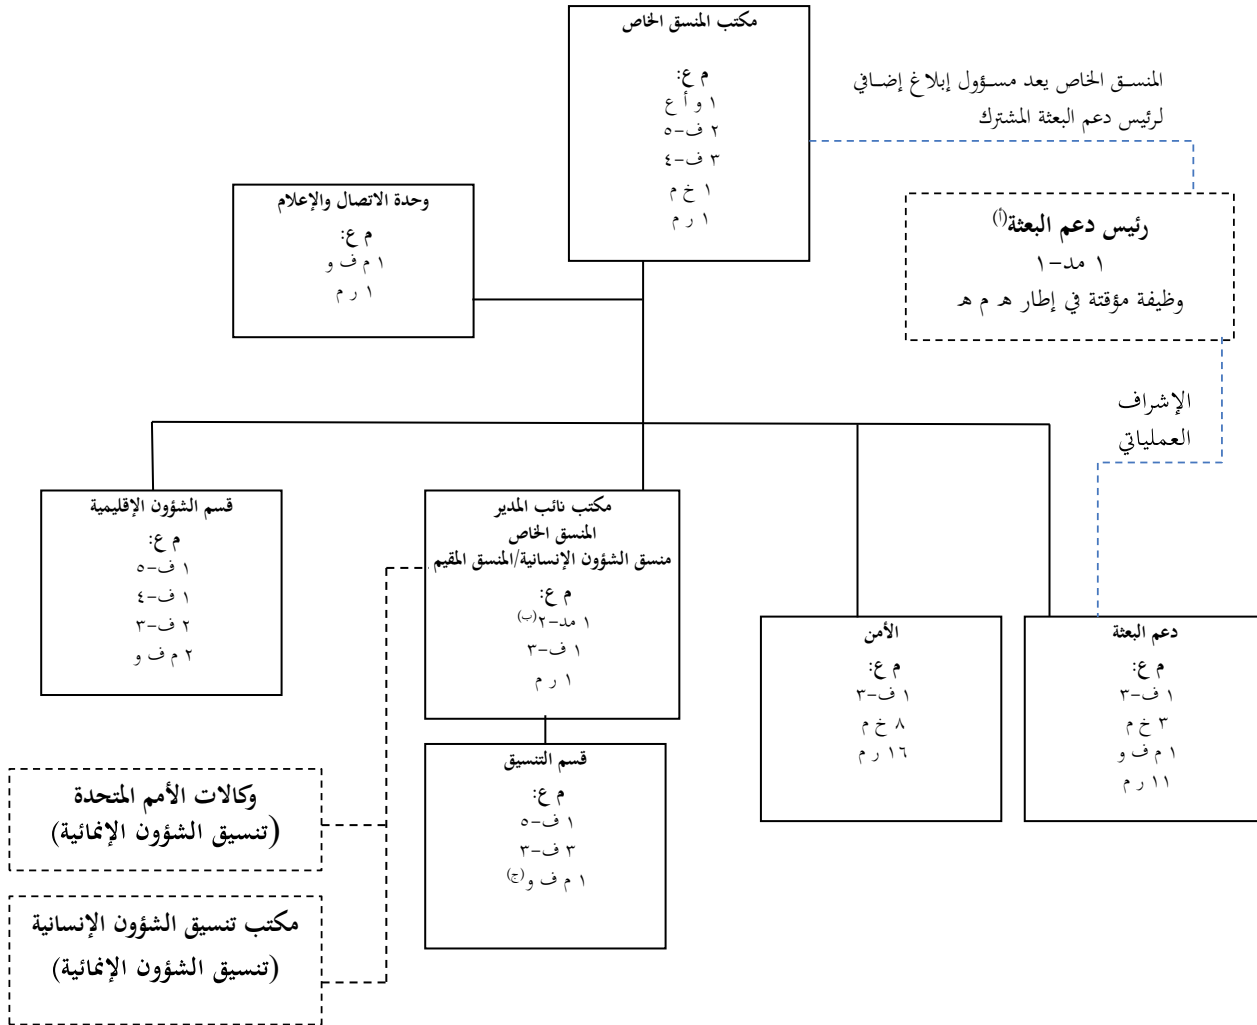 مكتب المنسق الخاص
م ع:
١ و أ ع
٢ ف-٥
٣ ف-٤
١ خ م
١ ر م
المنسق الخاص يعد مسؤول إبلاغ إضافي
لرئيس دعم البعثة المشترك
وحدة الاتصال والإعلام
م ع:
١ م ف و
١ ر م
رئيس دعم البعثة(أ)
١ مد-١
وظيفة مؤقتة في إطار هـ م هـ
الإشراف
العملياتي
دعم البعثة
م ع:
١ ف-٣
٣ خ م
١ م ف و
١١ ر م
الأمن
م ع:
١ ف-٣
٨ خ م
١٦ ر م
مكتب نائب المدير
المنسق الخاص
منسق الشؤون الإنسانية/المنسق المقيم
م ع:
١ مد-٢(ب)
١ ف-٣
١ ر م
قسم الشؤون الإقليمية
م ع:
١ ف-٥
١ ف-٤
٢ ف-٣
٢ م ف و
قسم التنسيق
م ع:
١ ف-٥
٣ ف-٣
١ م ف و(ج)
وكالات الأمم المتحدة
(تنسيق الشؤون الإنمائية)
مكتب تنسيق الشؤون الإنسانية
(تنسيق الشؤون الإنمائية)